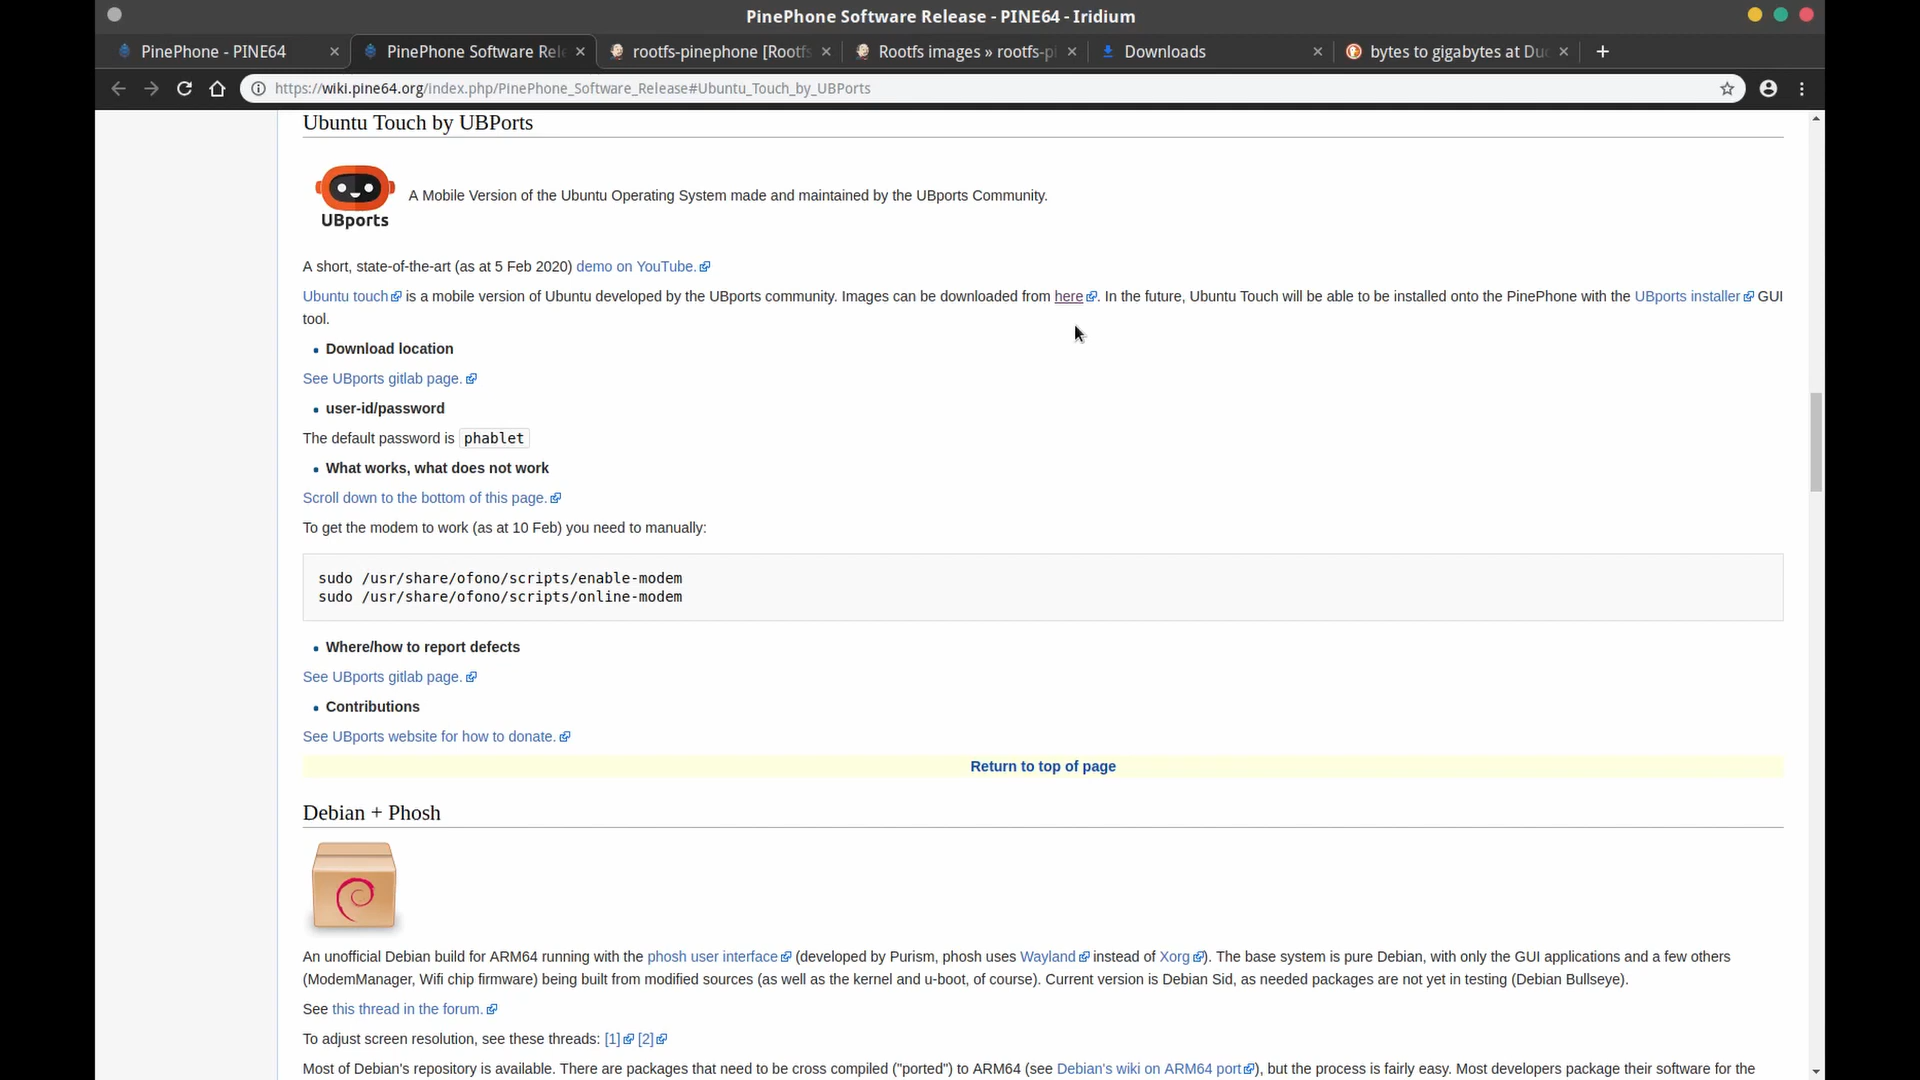 PinePhone Software Release - PINE64 - Iridium
PinePhone - PINE64
PinePhone Software Rele
rootfs-pinephone [Rootfs
Rootfs images » rootfs-pi
Downloads
bytes to gigabytes at Duc
https://wiki.pine64.org/index.php/PinePhone_Software_Release#Ubuntu_Touch_by_UBPorts
Ubuntu Touch by UBPorts
UBports
A Mobile Version of the Ubuntu Operating System made and maintained by the UBports Community.
A short, state-of-the-art (as at 5 Feb 2020) demo on YouTube.
Ubuntu touch is a mobile version of Ubuntu developed by the UBports community. Images can be downloaded from here. In the future, Ubuntu Touch will be able to be installed onto the PinePhone with the UBports installer GUI
tool.
• Download location
See UBports gitlab page.
• user-id/password
The default password is phablet
• What works, what does not work
Scroll down to the bottom of this page.
To get the modem to work (as at 10 Feb) you need to manually:
sudo /usr/share/ofono/scripts/enable-modem
sudo /usr/share/ofono/scripts/online-modem
• Where/how to report defects
See UBports gitlab page.
• Contributions
See UBports website for how to donate.
Return to top of page
Debian + Phosh
An unofficial Debian build for ARM64 running with the phosh user interface (developed by Purism, phosh uses Wayland instead of Xorg). The base system is pure Debian, with only the GUI applications and a few others
(ModemManager, Wifi chip firmware) being built from modified sources (as well as the kernel and u-boot, of course). Current version is Debian Sid, as needed packages are not yet in testing (Debian Bullseye).
See this thread in the forum.
To adjust screen resolution, see these threads: [1] [2]
Most of Debian's repository is available. There are packages that need to be cross compiled ("ported") to ARM64 (see Debian's wiki on ARM64 port), but the process is fairly easy. Most developers package their software for the